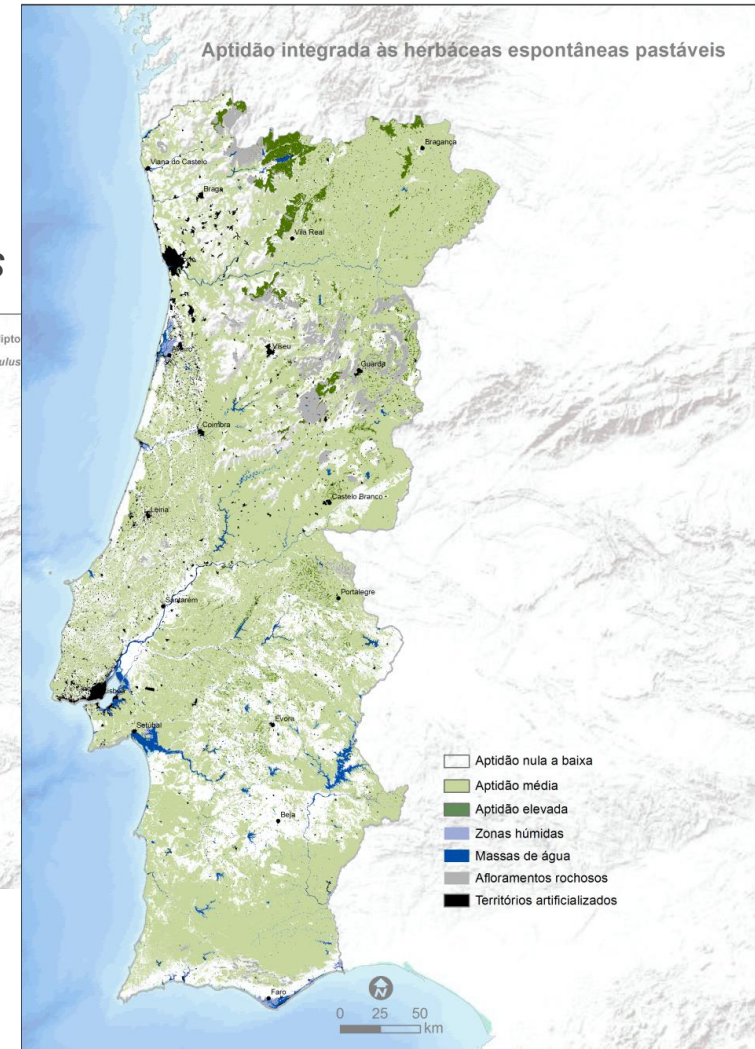 Aptidão integrada às herbáceas espontâneas pastáveis
Bragança
Viana do Castelo
Braga
Vila Real
s
ipto
ulus
Viseu
Guarda
Coimbra
Castelo Branco
Leiria
Portalegre
Santarém
Setúbal
Évora
Beja
Faro
Aptidão nula a baixa
Aptidão média
Aptidão elevada
Zonas húmidas
Massas de água
Afloramentos rochosos
Territórios artificializados
N
0 25 50
km